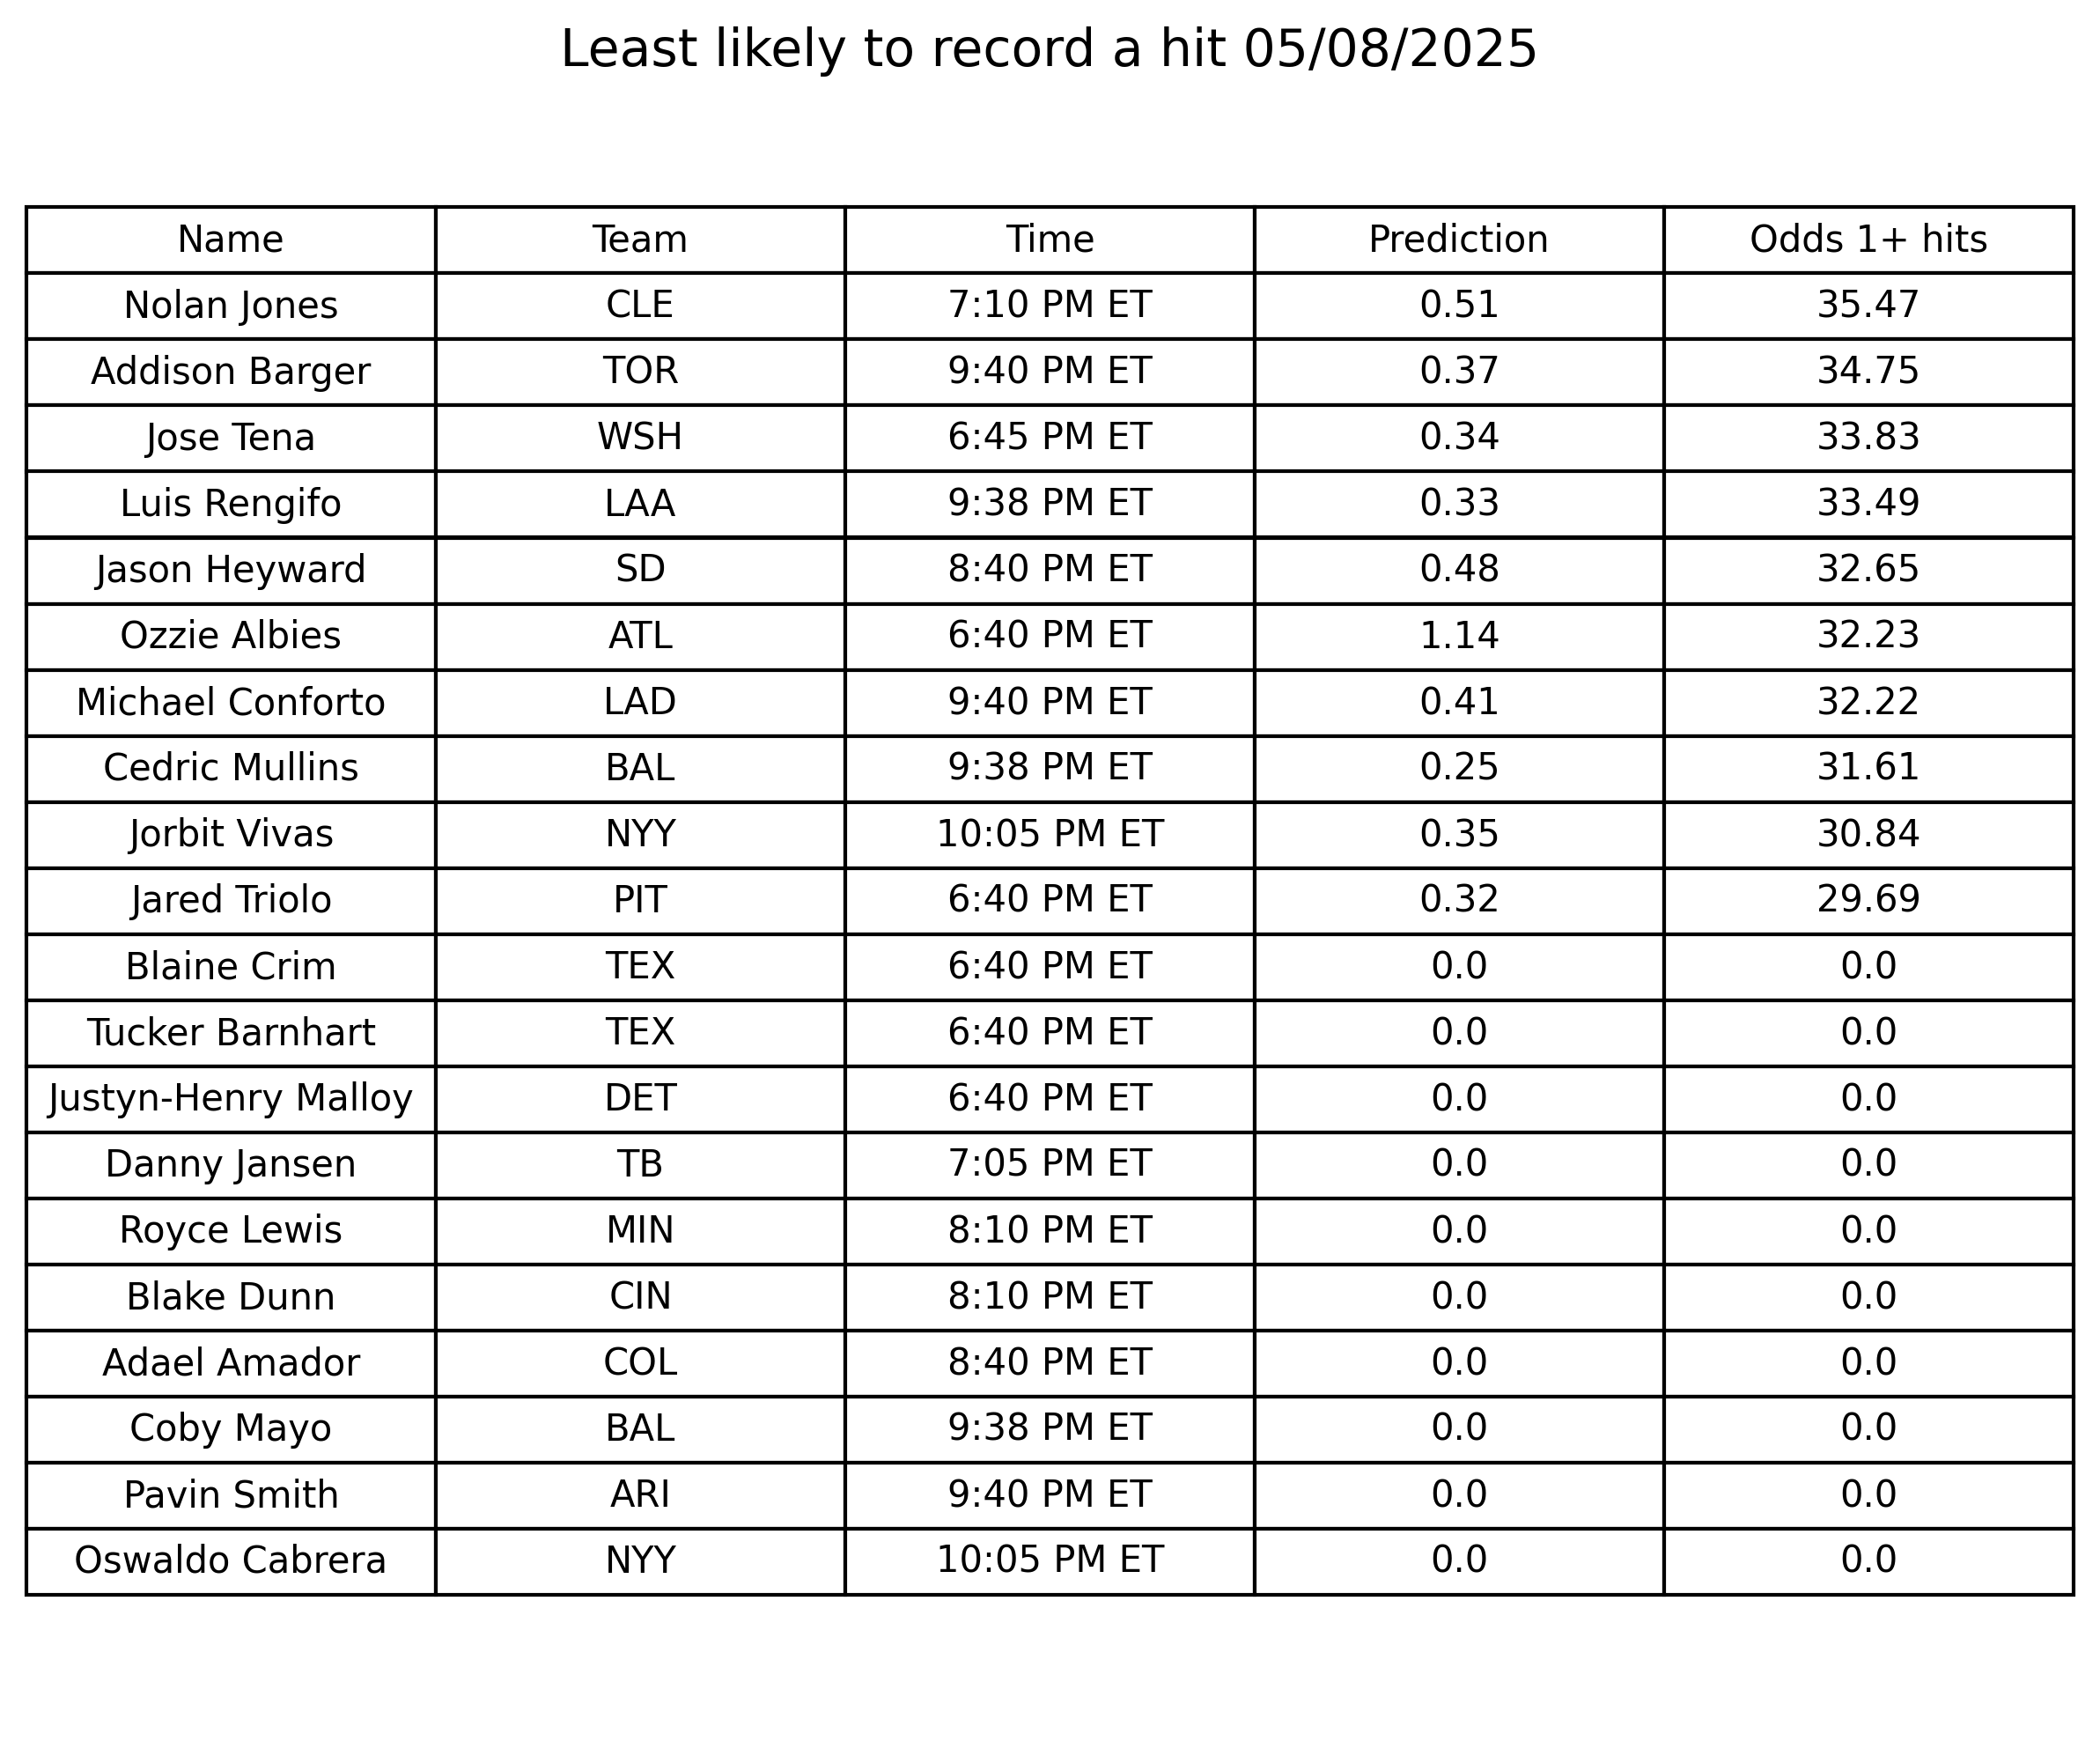 Least likely to record a hit 05/08/2025
Name Team Time Prediction Odds 1+ hits
Nolan Jones CLE 7:10 PM ET 0.51 35.47
Addison Barger TOR 9:40 PM ET 0.37 34.75
Jose Tena WSH 6:45 PM ET 0.34 33.83
Luis Rengifo LAA 9:38 PM ET 0.33 33.49
Jason Heyward SD 8:40 PM ET 0.48 32.65
Ozzie Albies ATL 6:40 PM ET 1.14 32.23
Michael Conforto LAD 9:40 PM ET 0.41 32.22
Cedric Mullins BAL 9:38 PM ET 0.25 31.61
Jorbit Vivas NYY 10:05 PM ET 0.35 30.84
Jared Triolo PIT 6:40 PM ET 0.32 29.69
Blaine Crim TEX 6:40 PM ET 0.0 0.0
Tucker Barnhart TEX 6:40 PM ET 0.0 0.0
Justyn-Henry Malloy DET 6:40 PM ET 0.0 0.0
Danny Jansen TB 7:05 PM ET 0.0 0.0
Royce Lewis MIN 8:10 PM ET 0.0 0.0
Blake Dunn CIN 8:10 PM ET 0.0 0.0
Adael Amador COL 8:40 PM ET 0.0 0.0
Coby Mayo BAL 9:38 PM ET 0.0 0.0
Pavin Smith ARI 9:40 PM ET 0.0 0.0
Oswaldo Cabrera NYY 10:05 PM ET 0.0 0.0